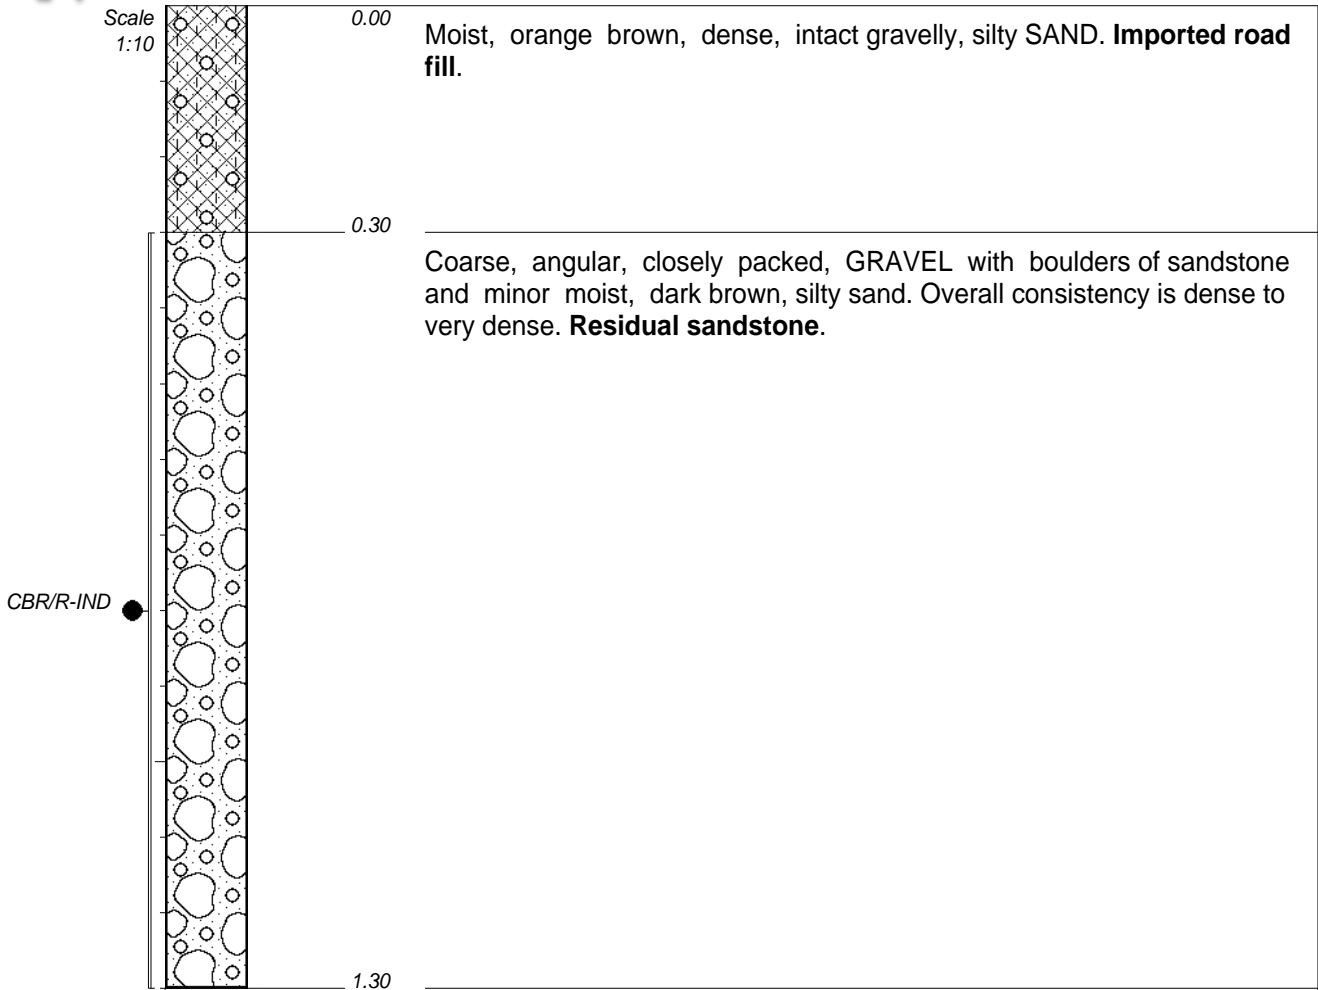 Scale
1:10
0.00
Moist, orange brown, dense, intact gravelly, silty SAND. Imported road
fill.
0.30
Coarse, angular, closely packed, GRAVEL with boulders of sandstone
and minor moist, dark brown, silty sand. Overall consistency is dense to
very dense. Residual sandstone.
CBR/R-IND
1.30